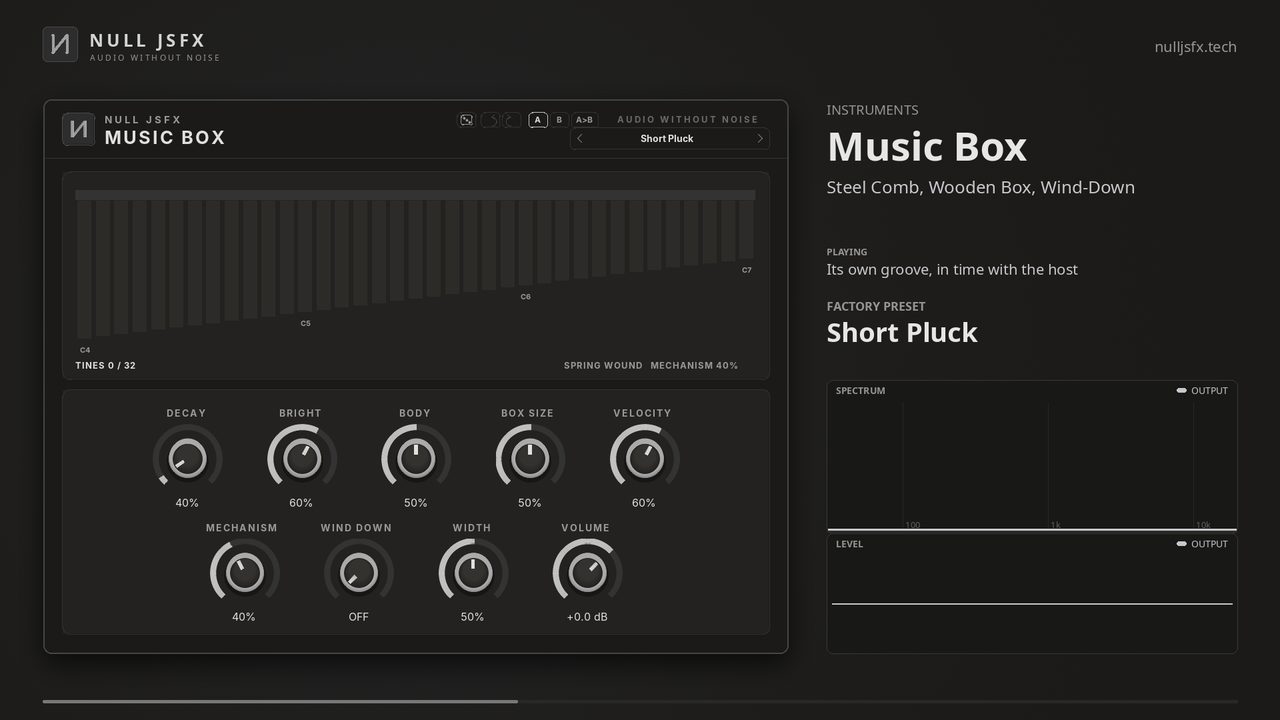 NULL JSFX
AUDIO WITHOUT NOISE
nulljsfx.tech
NULL JSFX
MUSIC BOX
A B A>B
AUDIO WITHOUT NOISE
Short Pluck
C4
C5
C6
C7
TINES 0 / 32
SPRING WOUND MECHANISM 40%
DECAY BRIGHT BODY BOX SIZE VELOCITY
40% 60% 50% 50% 60%
MECHANISM WIND DOWN WIDTH VOLUME
40% OFF 50% +0.0 dB
INSTRUMENTS
Music Box
Steel Comb, Wooden Box, Wind-Down
PLAYING
Its own groove, in time with the host
FACTORY PRESET
Short Pluck
SPECTRUM OUTPUT
100 1k 10k
LEVEL OUTPUT